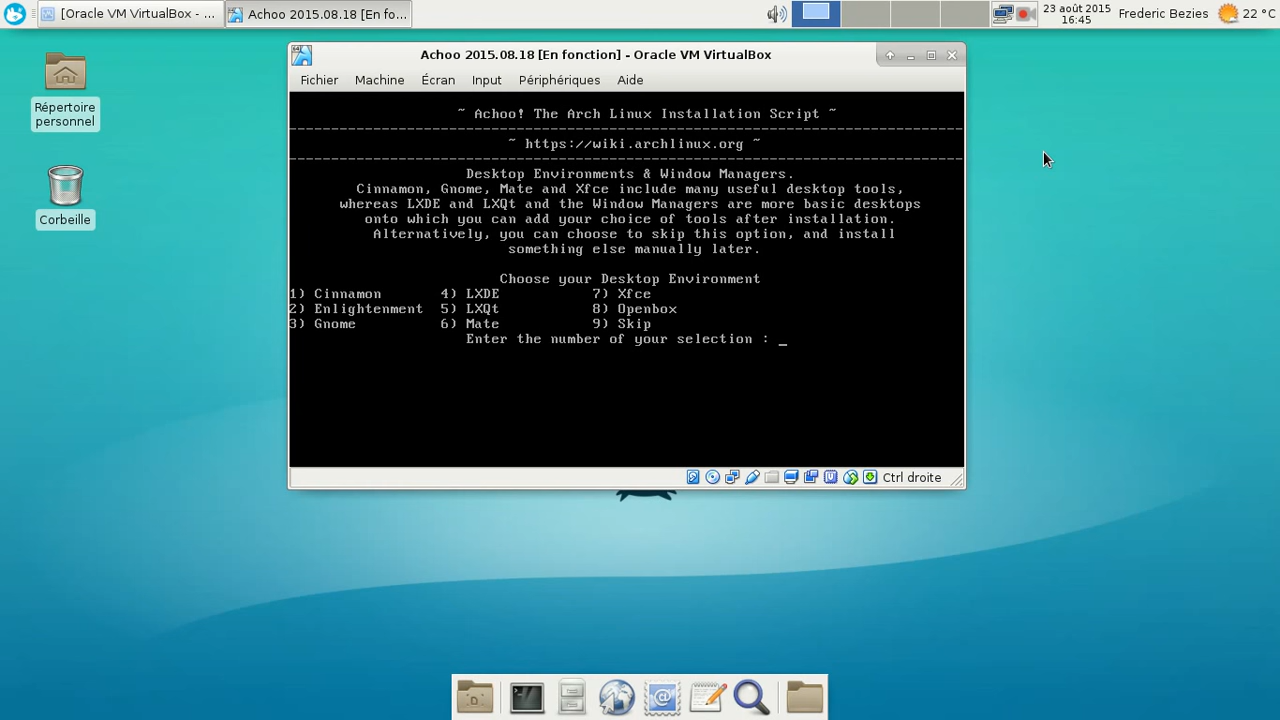 [Oracle VM VirtualBox - ...
Achoo 2015.08.18 [En fo...
23 août 2015
16:45
Frederic Bezies
22 °C
Répertoire
personnel
Corbeille
Achoo 2015.08.18 [En fonction] - Oracle VM VirtualBox
Fichier Machine Écran Input Périphériques Aide
~ Achoo! The Arch Linux Installation Script ~
~ https://wiki.archlinux.org ~
Desktop Environments & Window Managers.
Cinnamon, Gnome, Mate and Xfce include many useful desktop tools,
whereas LXDE and LXQt and the Window Managers are more basic desktops
onto which you can add your choice of tools after installation.
Alternatively, you can choose to skip this option, and install
something else manually later.
Choose your Desktop Environment
1) Cinnamon 4) LXDE 7) Xfce
2) Enlightenment 5) LXQt 8) Openbox
3) Gnome 6) Mate 9) Skip
Enter the number of your selection : _
Ctrl droite